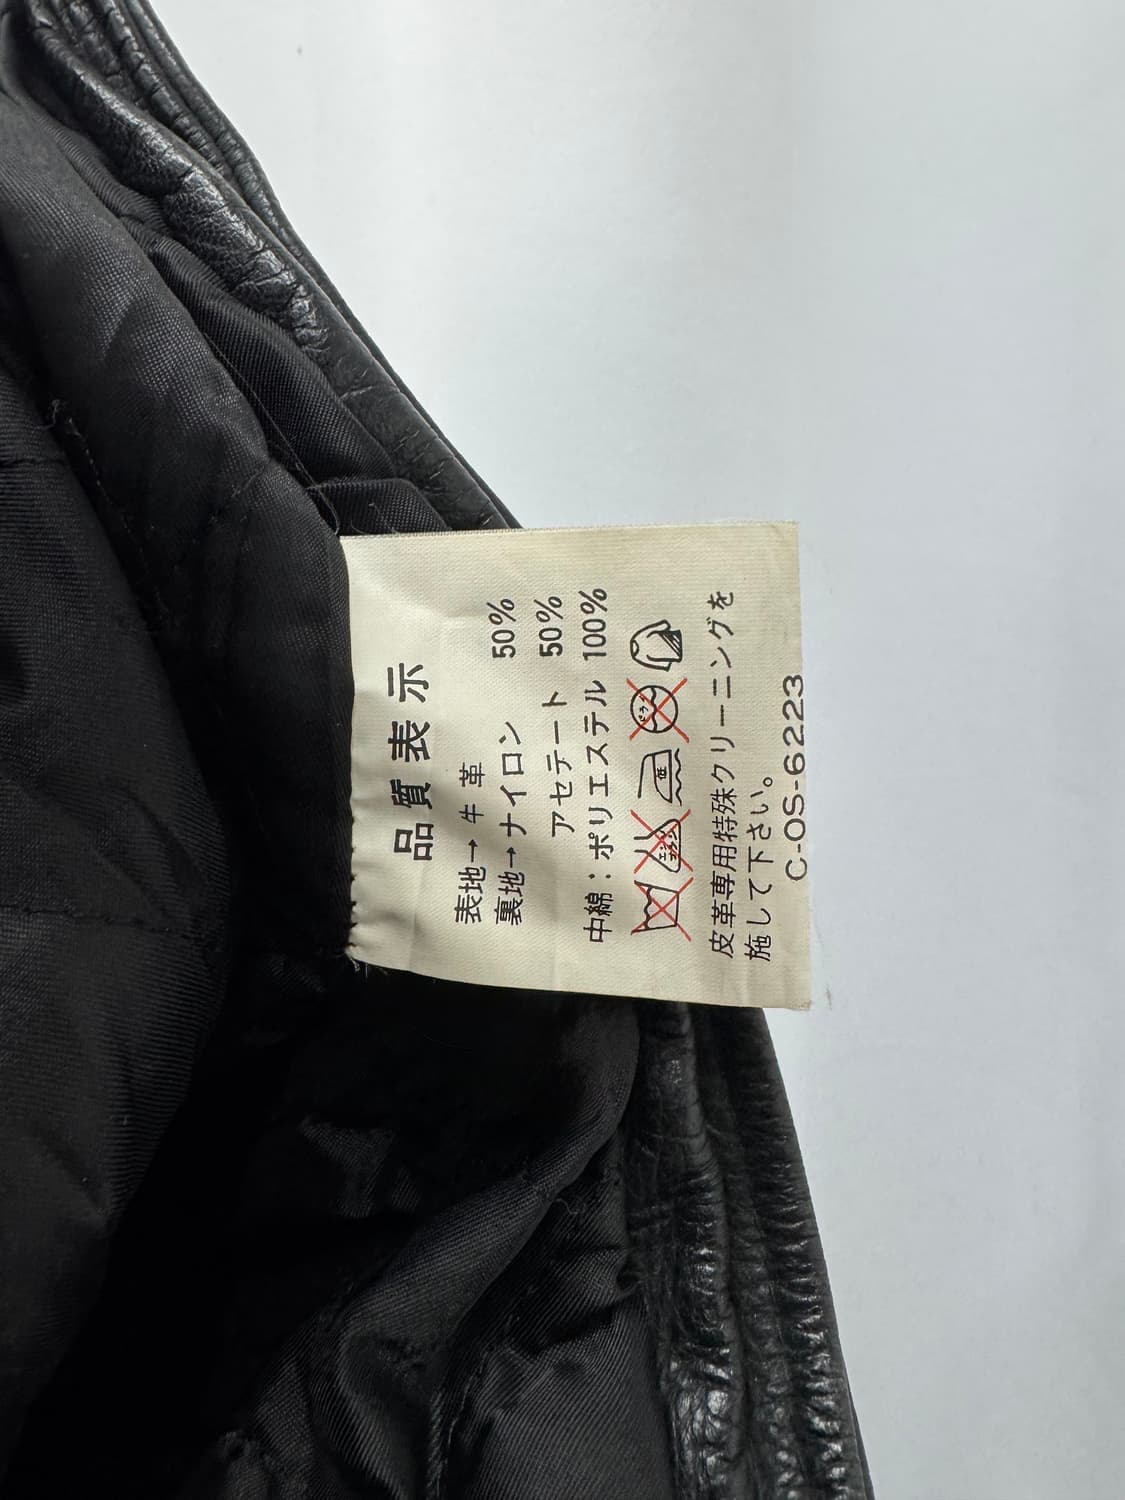 品質表示
表地→牛革
裏地→ナイロン 50%
アセテート 50%
中綿：ポリエステル 100%
低
皮革専用特殊クリーニングを
施して下さい。
C-OS-6223